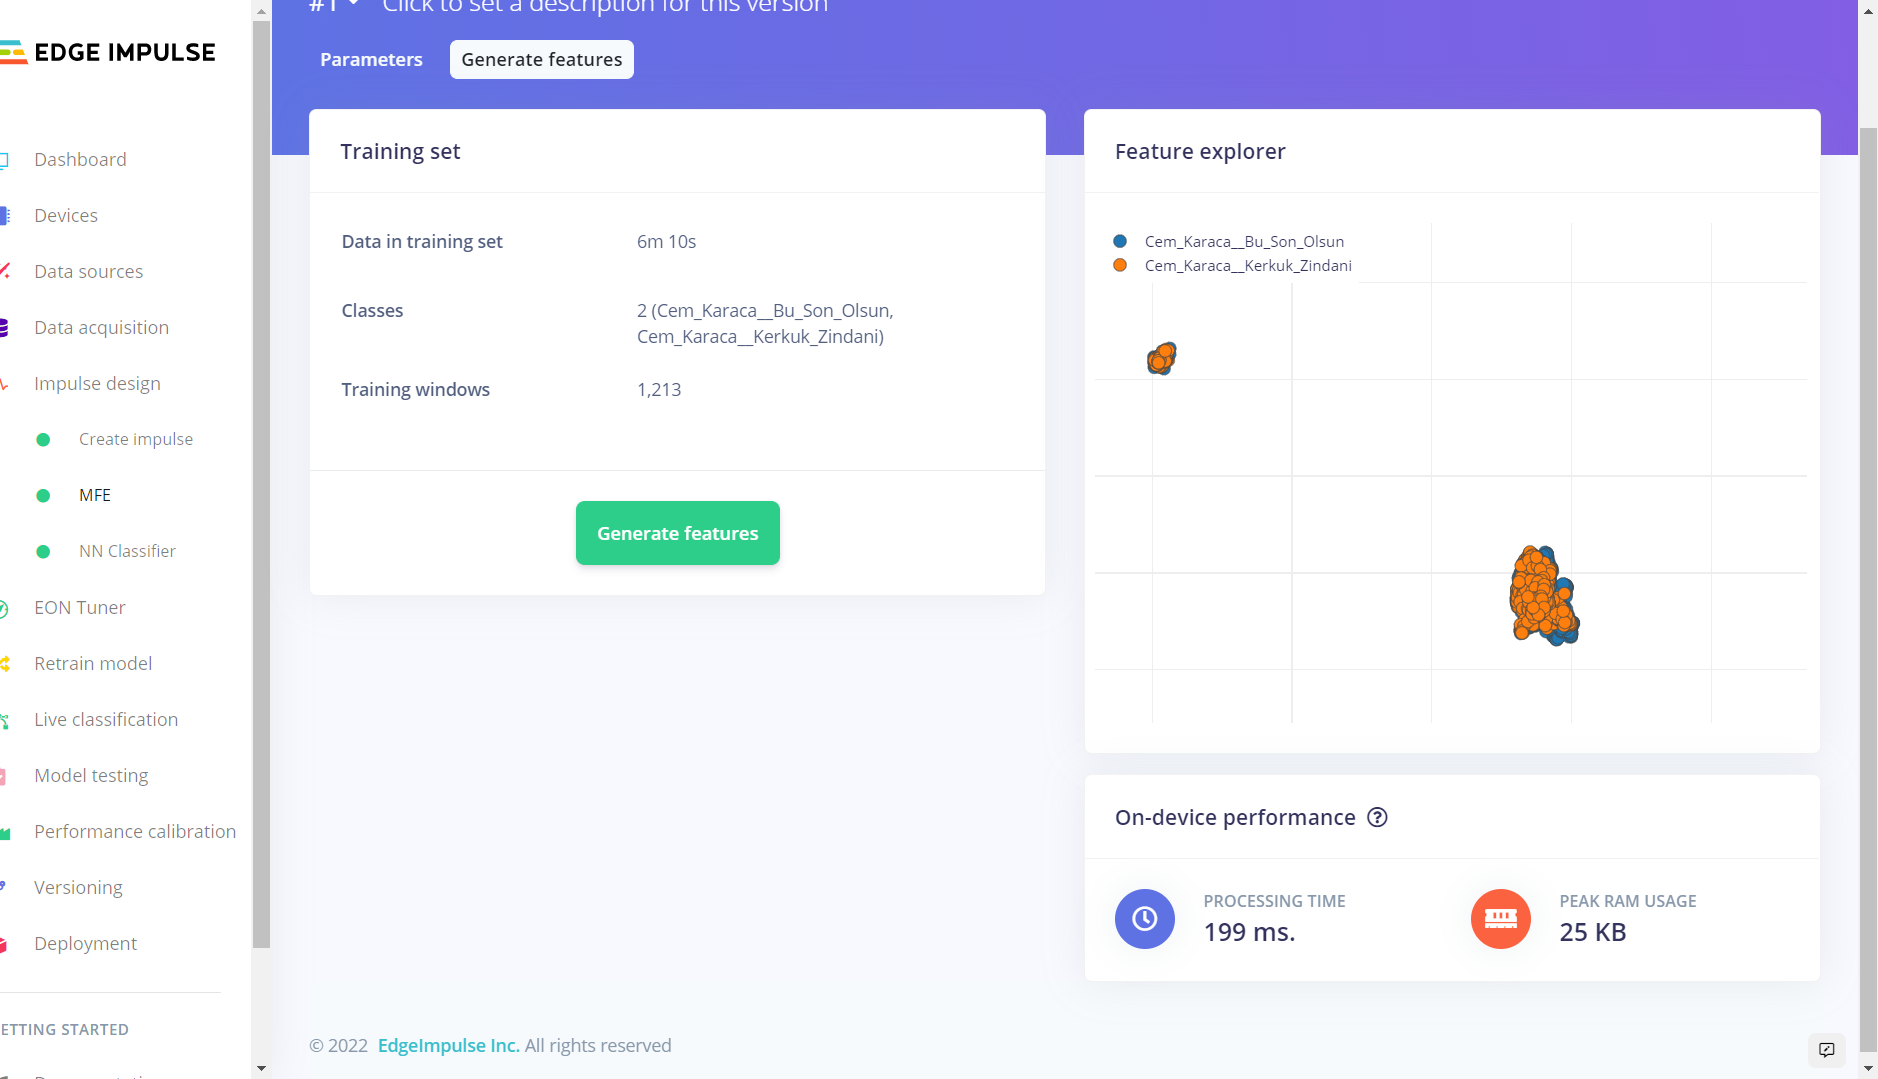 #1 Click to set a description for this version
EDGE IMPULSE
Parameters
Generate features
Dashboard
Devices
Data sources
Data acquisition
Impulse design
Create impulse
MFE
NN Classifier
EON Tuner
Retrain model
Live classification
Model testing
Performance calibration
Versioning
Deployment
ETTING STARTED
Training set
Data in training set 6m 10s
Classes 2 (Cem_Karaca__Bu_Son_Olsun,
Cem_Karaca__Kerkuk_Zindani)
Training windows 1,213
Generate features
Feature explorer
Cem_Karaca__Bu_Son_Olsun
Cem_Karaca__Kerkuk_Zindani
On-device performance ?
PROCESSING TIME
199 ms.
PEAK RAM USAGE
25 KB
© 2022 EdgeImpulse Inc. All rights reserved